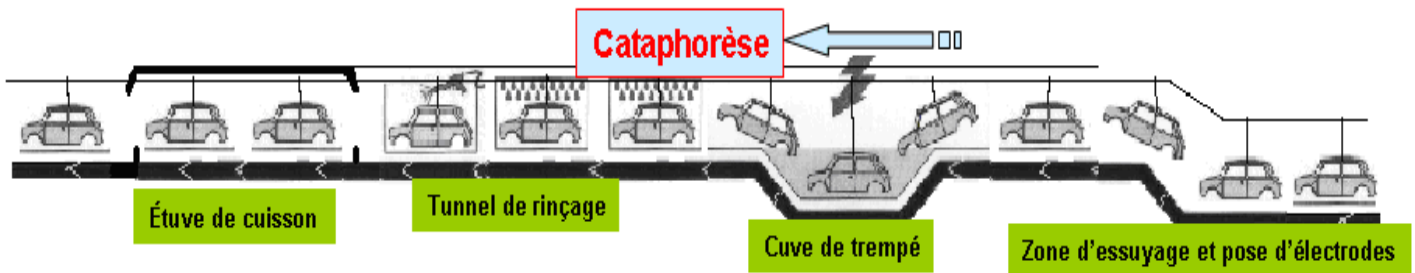 Cataphorèse
Étuve de cuisson
Tunnel de rinçage
Cuve de trempé
Zone d'essuyage et pose d'électrodes